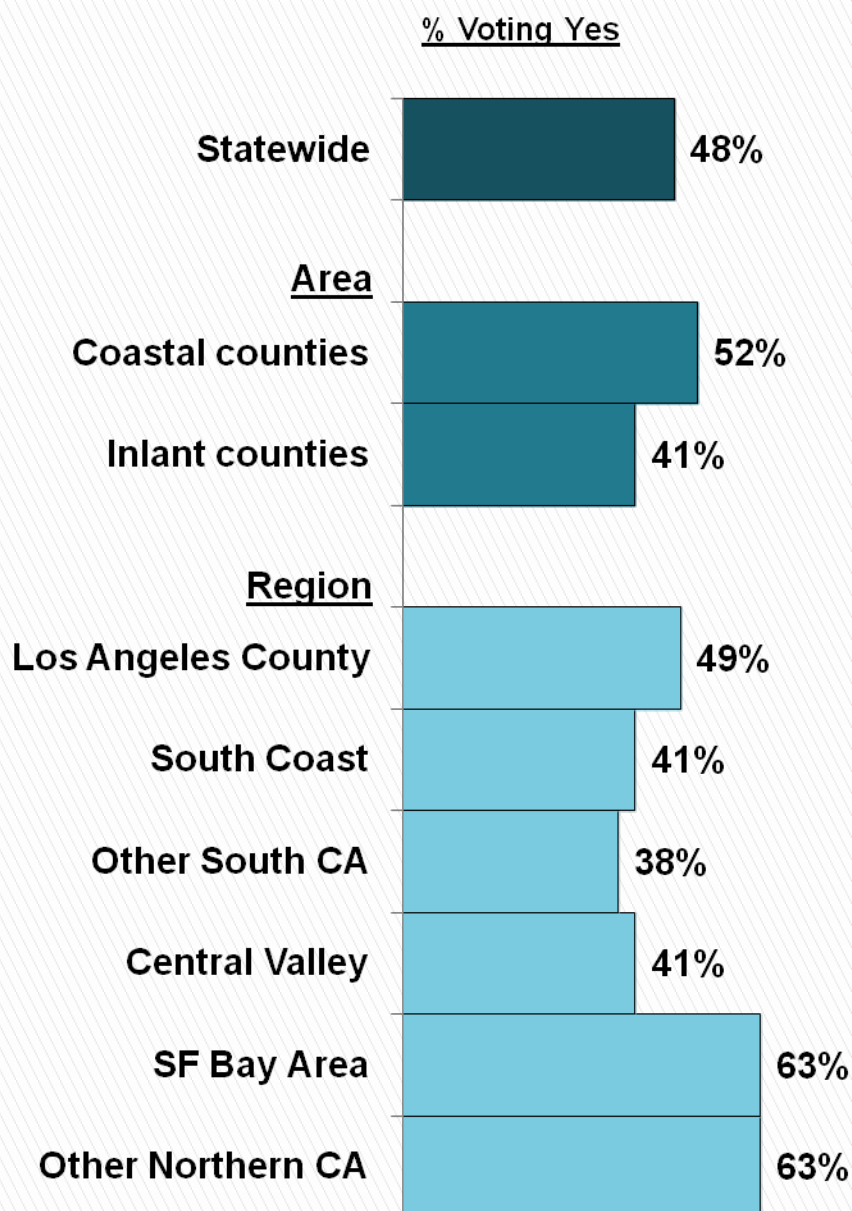 % Voting Yes
Statewide 48%
Area
Coastal counties 52%
Inlant counties 41%
Region
Los Angeles County 49%
South Coast 41%
Other South CA 38%
Central Valley 41%
SF Bay Area 63%
Other Northern CA 63%